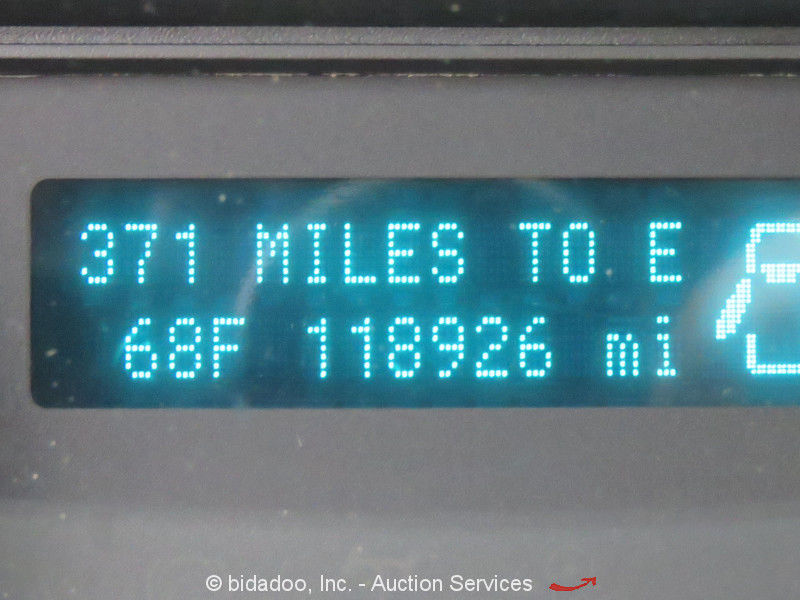 371 MILES TO E
68F 118926 mi
© bidadoo, Inc. - Auction Services